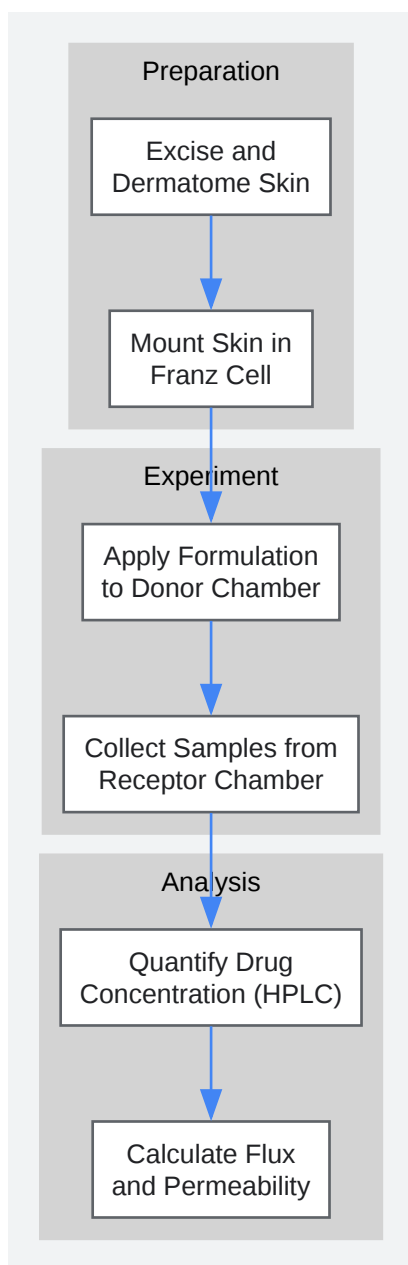 Preparation
Excise and
Dermatome Skin
Mount Skin in
Franz Cell
Experiment
Apply Formulation
to Donor Chamber
Collect Samples from
Receptor Chamber
Analysis
Quantify Drug
Concentration (HPLC)
Calculate Flux
and Permeability